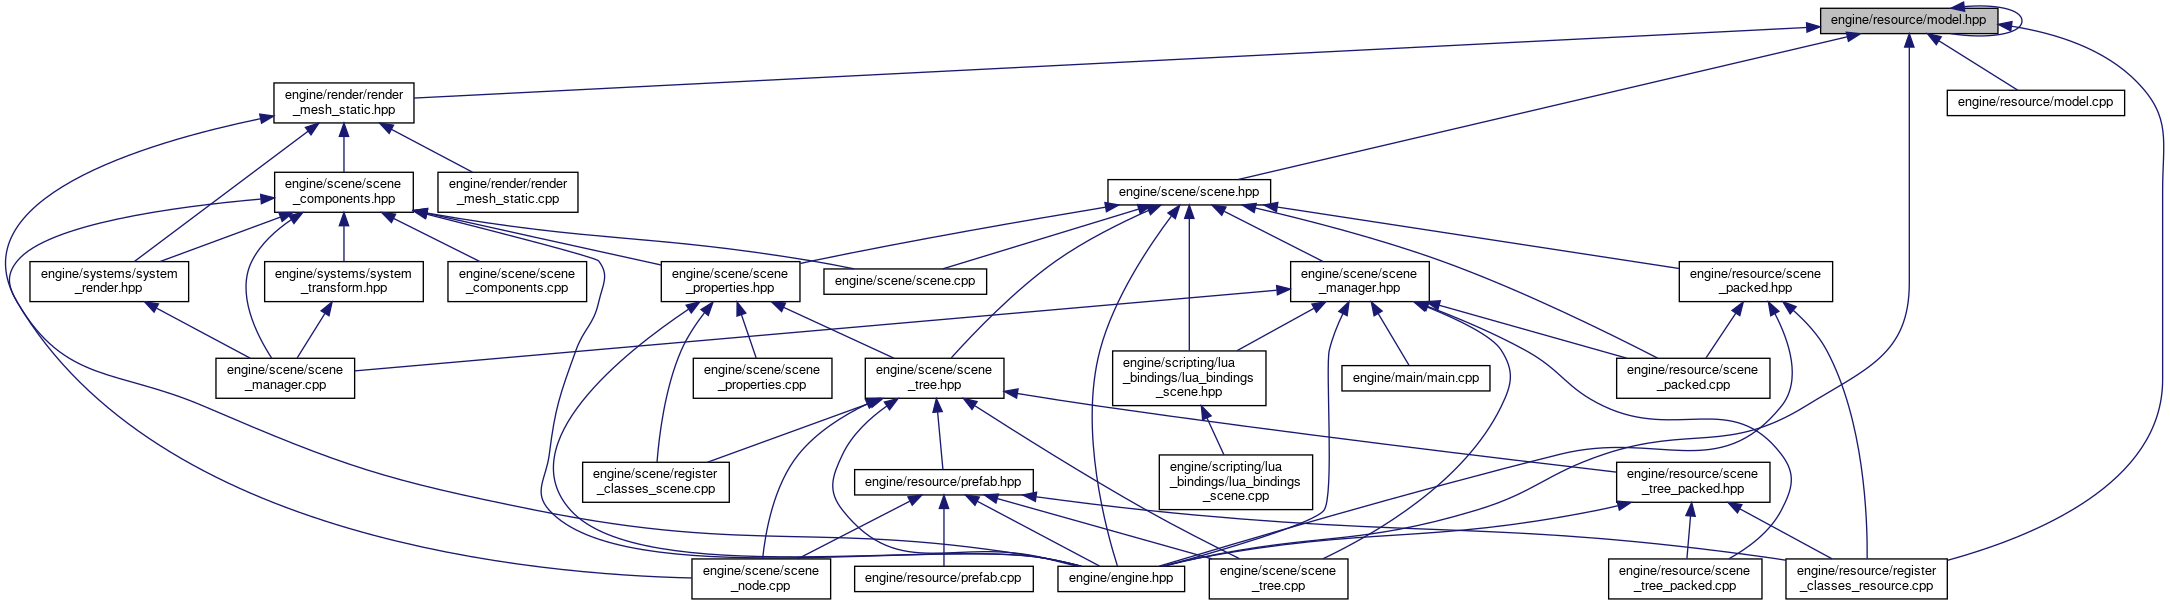 engine/resource/model.hpp
engine/render/render
_mesh_static.hpp
engine/resource/model.cpp
engine/scene/scene
_components.hpp
engine/render/render
_mesh_static.cpp
engine/scene/scene.hpp
engine/systems/system
_render.hpp
engine/systems/system
_transform.hpp
engine/scene/scene
_components.cpp
engine/scene/scene
_properties.hpp
engine/scene/scene.cpp
engine/scene/scene
_manager.hpp
engine/resource/scene
_packed.hpp
engine/scene/scene
_manager.cpp
engine/scene/scene
_properties.cpp
engine/scene/scene
_tree.hpp
engine/scripting/lua
_bindings/lua_bindings
_scene.hpp
engine/main/main.cpp
engine/resource/scene
_packed.cpp
engine/scene/register
_classes_scene.cpp
engine/resource/prefab.hpp
engine/scripting/lua
_bindings/lua_bindings
_scene.cpp
engine/resource/scene
_tree_packed.hpp
engine/scene/scene
_node.cpp
engine/resource/prefab.cpp
engine/engine.hpp
engine/scene/scene
_tree.cpp
engine/resource/scene
_tree_packed.cpp
engine/resource/register
_classes_resource.cpp